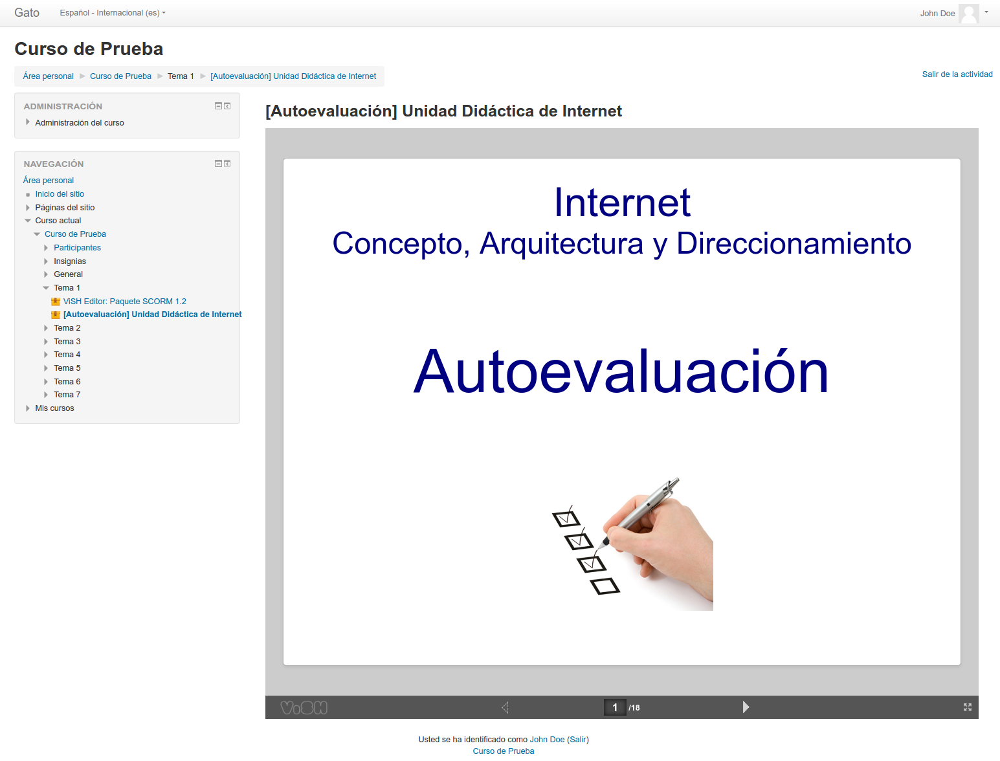 Gato
Español - Internacional (es)
John Doe
Curso de Prueba
Área personal
Curso de Prueba
Tema 1
[Autoevaluación] Unidad Didáctica de Internet
Salir de la actividad
ADMINISTRACIÓN
Administración del curso
NAVEGACIÓN
Área personal
Inicio del sitio
Páginas del sitio
Curso actual
Curso de Prueba
Participantes
Insignias
General
Tema 1
ViSH Editor: Paquete SCORM 1.2
[Autoevaluación] Unidad Didáctica de Internet
Tema 2
Tema 3
Tema 4
Tema 5
Tema 6
Tema 7
Mis cursos
[Autoevaluación] Unidad Didáctica de Internet
Internet
Concepto, Arquitectura y Direccionamiento
Autoevaluación
ViSH
1 /18
Usted se ha identificado como John Doe (Salir)
Curso de Prueba